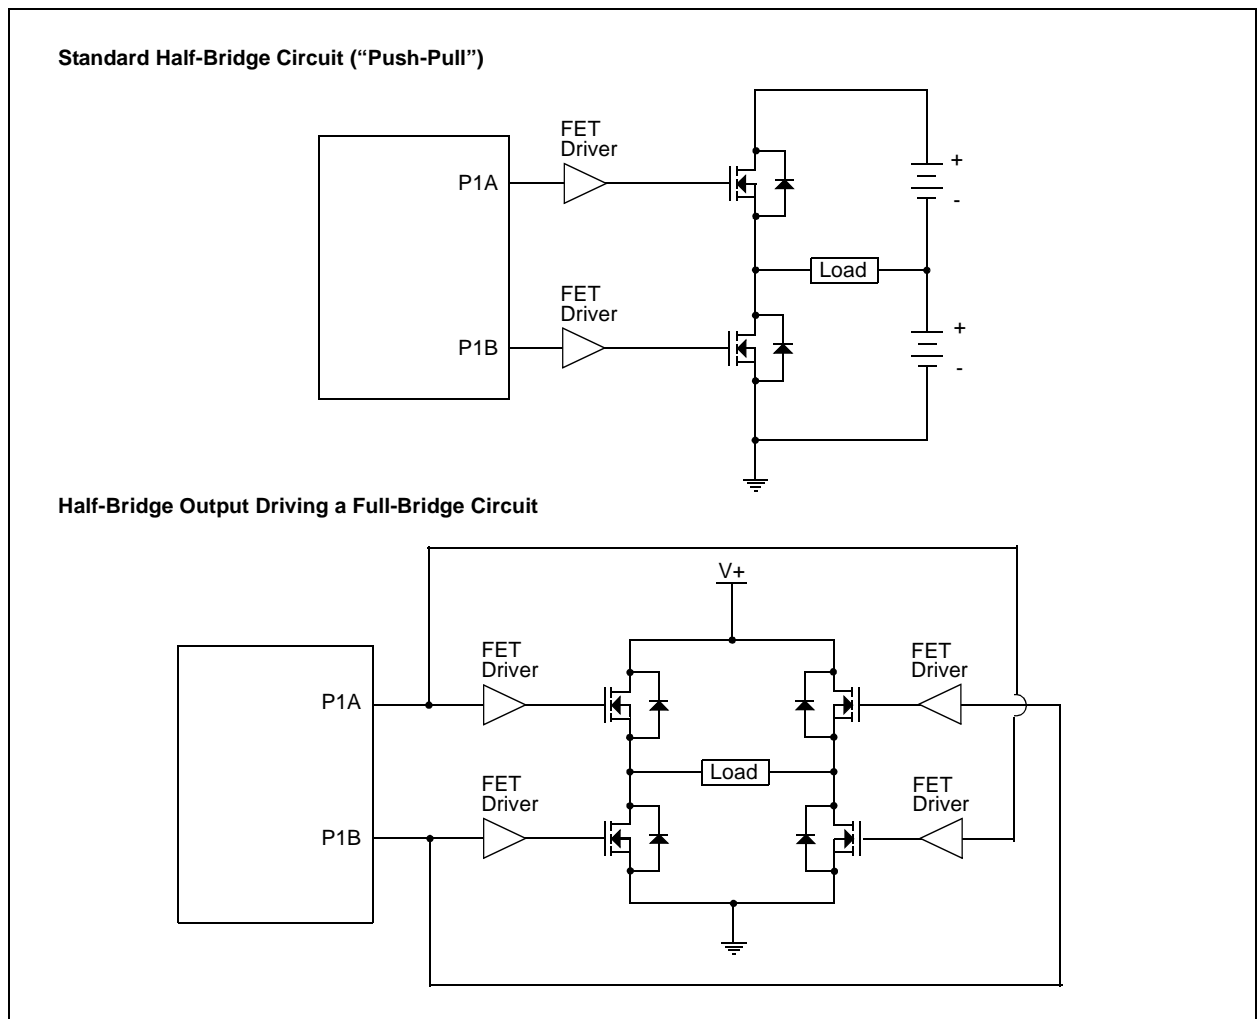 Standard Half-Bridge Circuit (“Push-Pull”)
FET
Driver
P1A
+
-
Load
FET
Driver
P1B
+
-
Half-Bridge Output Driving a Full-Bridge Circuit
V+
FET
Driver
FET
Driver
P1A
Load
FET
Driver
FET
Driver
P1B